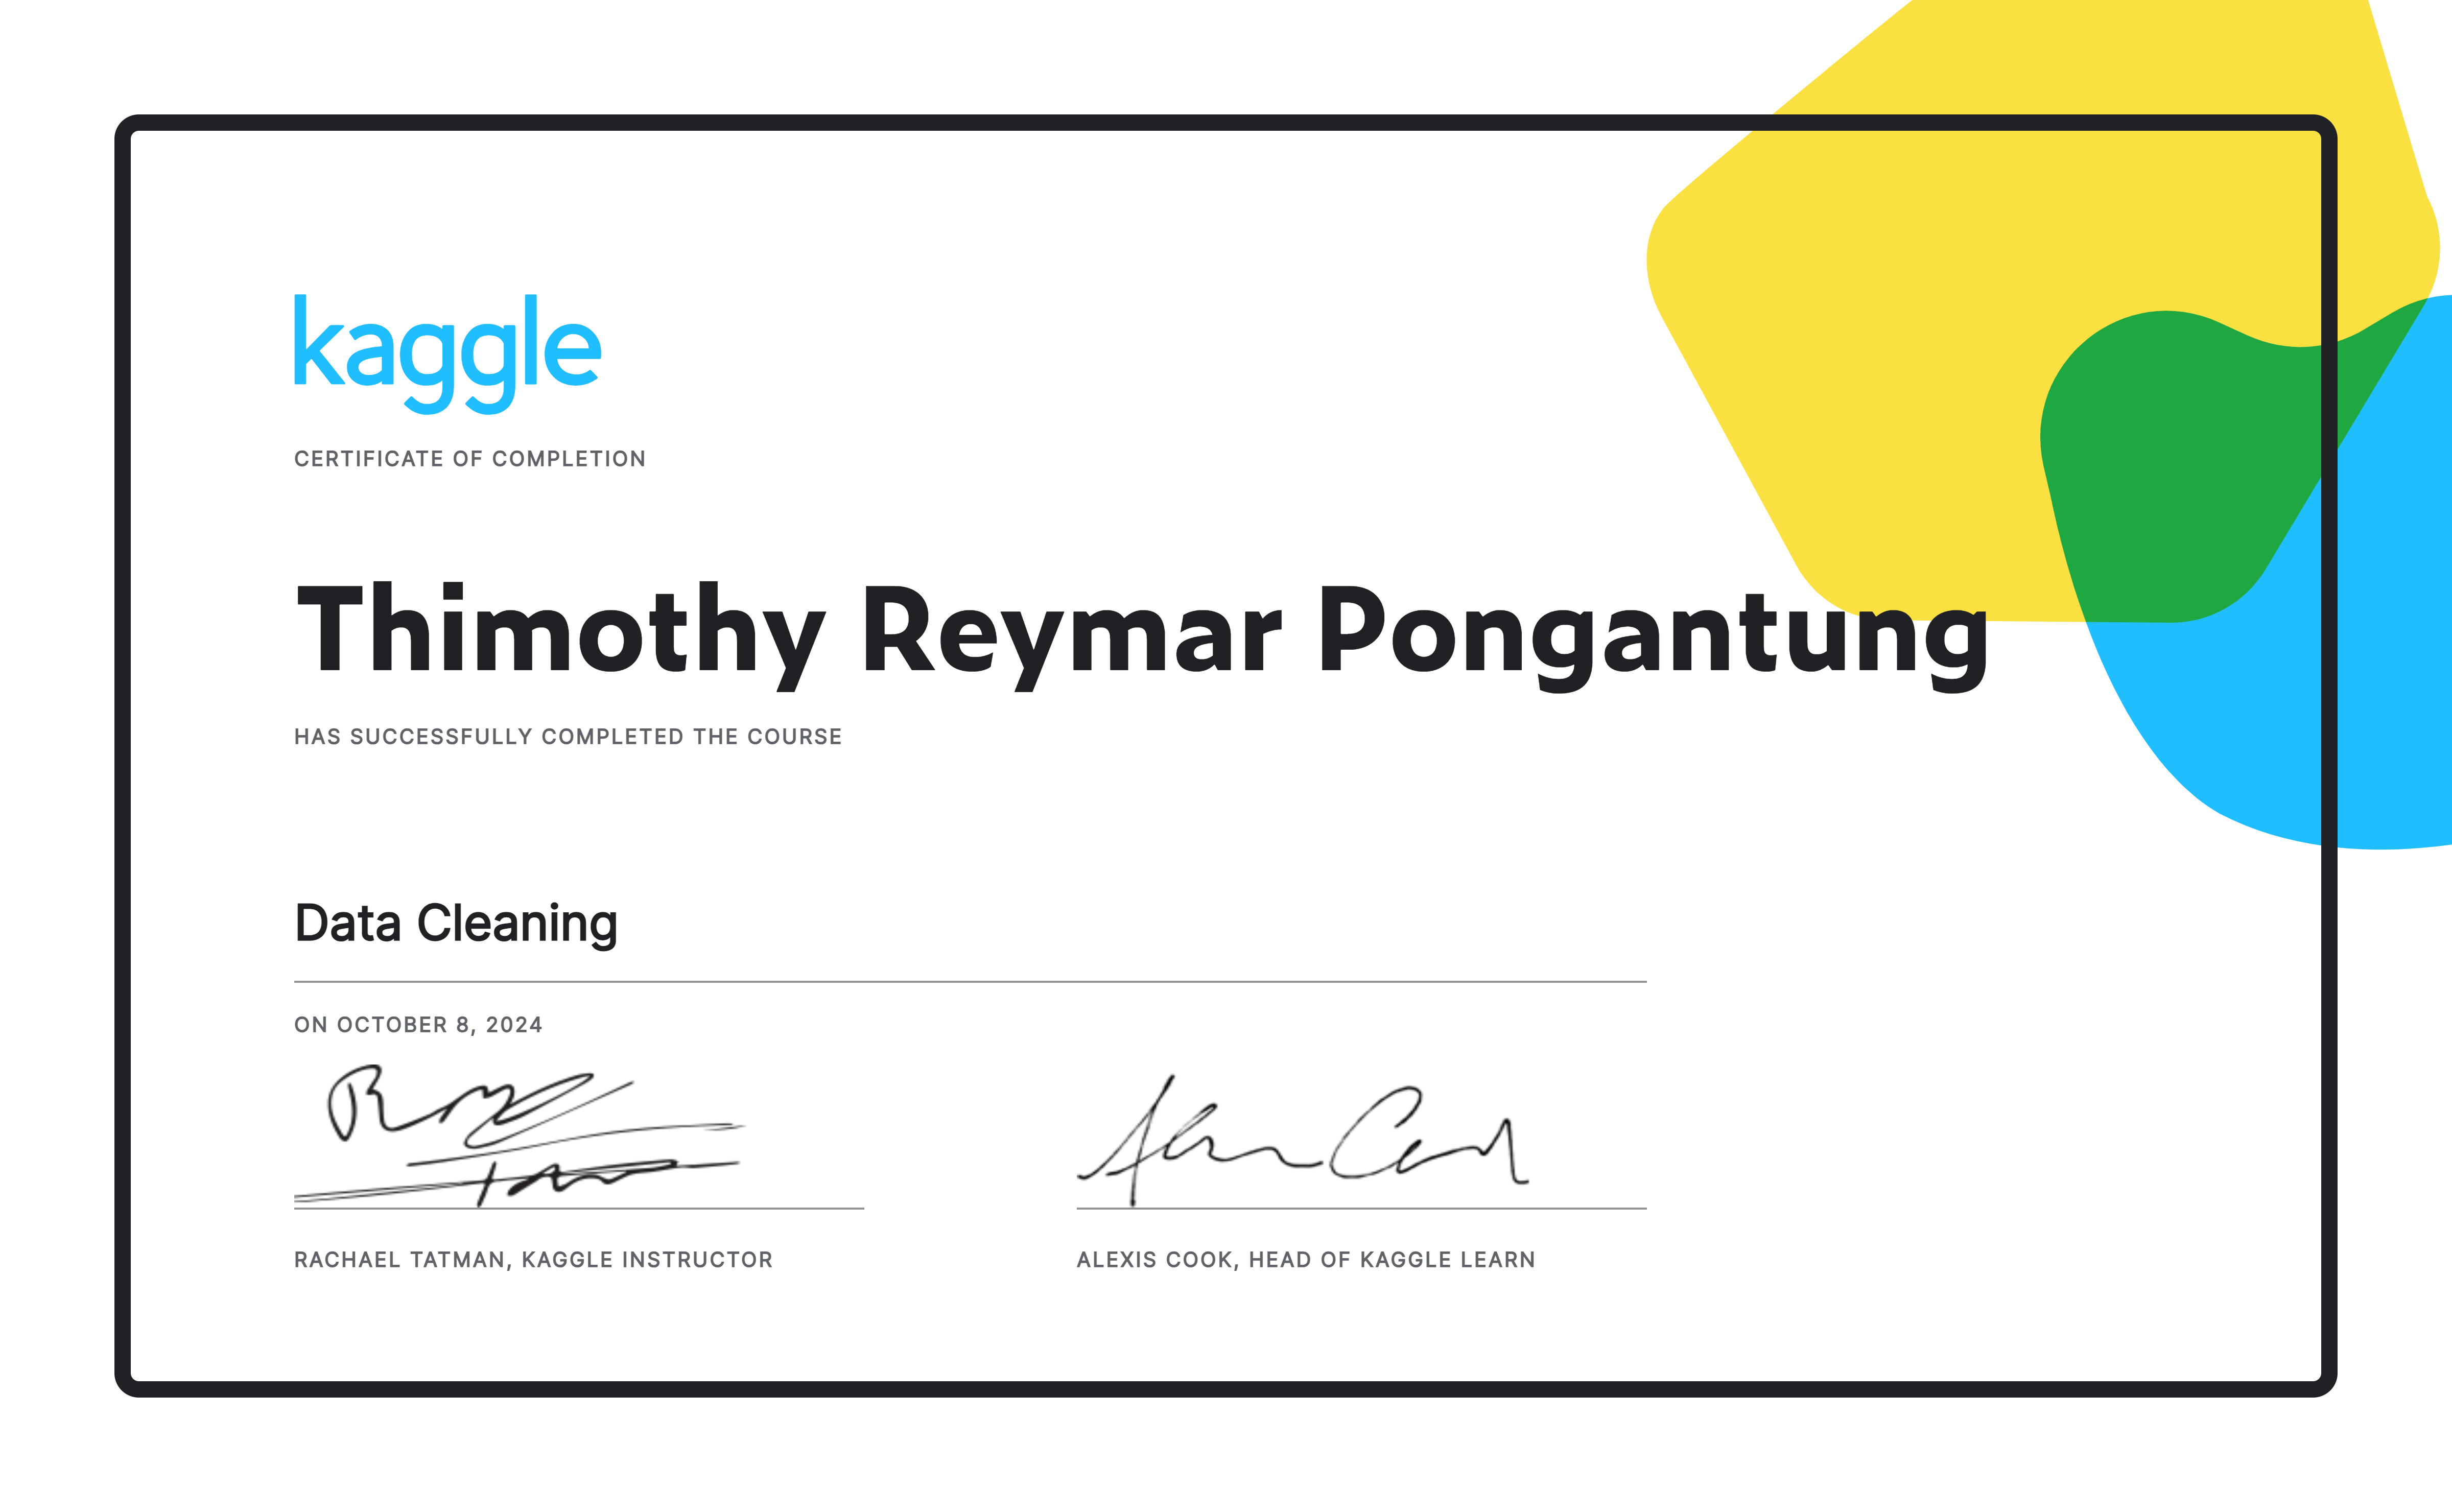 kaggle
CERTIFICATE OF COMPLETION
Thimothy Reymar Pongantung
HAS SUCCESSFULLY COMPLETED THE COURSE
Data Cleaning
ON OCTOBER 8, 2024
RACHAEL TATMAN, KAGGLE INSTRUCTOR
ALEXIS COOK, HEAD OF KAGGLE LEARN